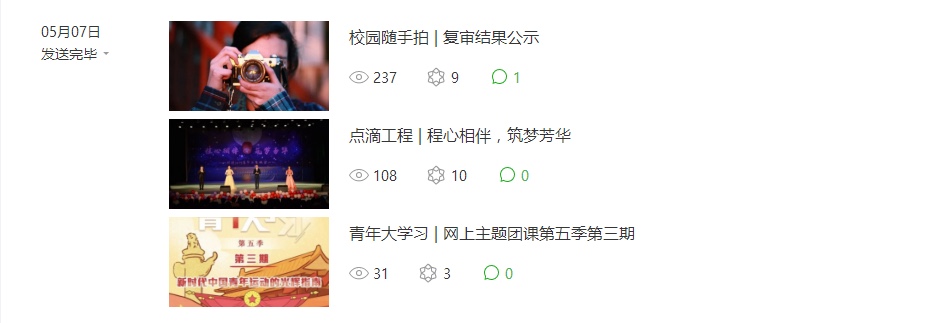 05月07日
发送完毕
校园随手拍 | 复审结果公示
237 9 1
点滴工程 | 程心相伴，筑梦芳华
108 10 0
第五季
第三期
新时代中国青年运动的光辉指南
青年大学习 | 网上主题团课第五季第三期
31 3 0